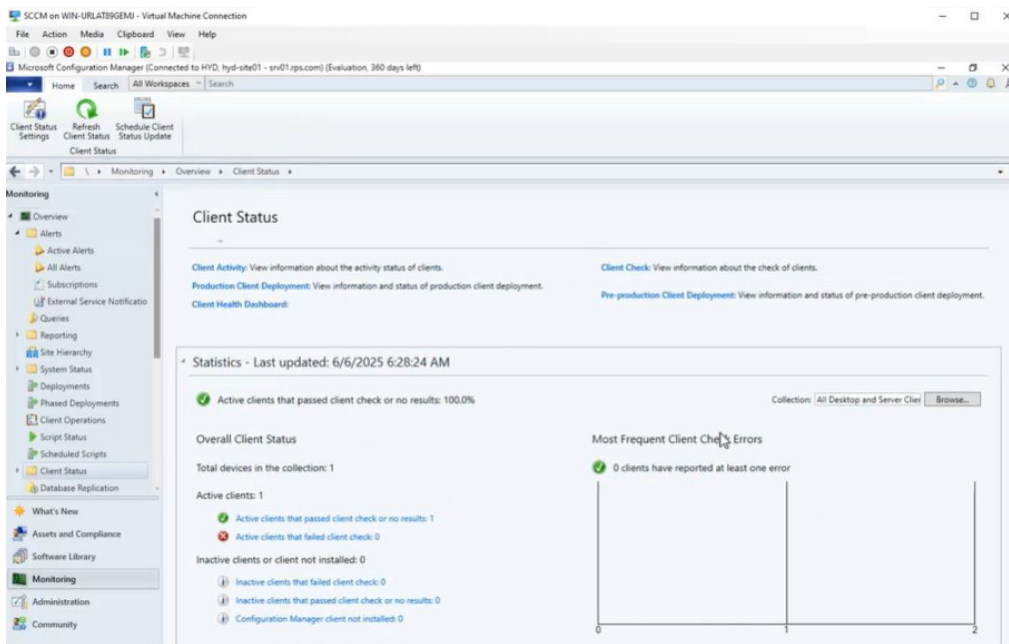 SCCM on WIN-URLAT89GEMJ - Virtual Machine Connection
File Action Media Clipboard View Help
Microsoft Configuration Manager (Connected to HYD, hyd-site01 - srv01.rps.com) (Evaluation, 360 days left)
Home Search All Workspaces Search
Client Status Settings
Refresh Client Status
Schedule Client Status Update
Client Status
\ Monitoring Overview Client Status
Monitoring
Overview
Alerts
Active Alerts
All Alerts
Subscriptions
External Service Notificatio
Queries
Reporting
Site Hierarchy
System Status
Deployments
Phased Deployments
Client Operations
Script Status
Scheduled Scripts
Client Status
Database Replication
What's New
Assets and Compliance
Software Library
Monitoring
Administration
Community
Client Status
Client Activity: View information about the activity status of clients.
Client Check: View information about the check of clients.
Production Client Deployment: View information and status of production client deployment.
Pre-production Client Deployment: View information and status of pre-production client deployment.
Client Health Dashboard:
Statistics - Last updated: 6/6/2025 6:28:24 AM
Active clients that passed client check or no results: 100.0%
Collection: All Desktop and Server Clie Browse...
Overall Client Status
Total devices in the collection: 1
Active clients: 1
Active clients that passed client check or no results: 1
Active clients that failed client check: 0
Inactive clients or client not installed: 0
Inactive clients that failed client check: 0
Inactive clients that passed client check or no results: 0
Configuration Manager client not installed: 0
Most Frequent Client Check Errors
0 clients have reported at least one error
0 1 2